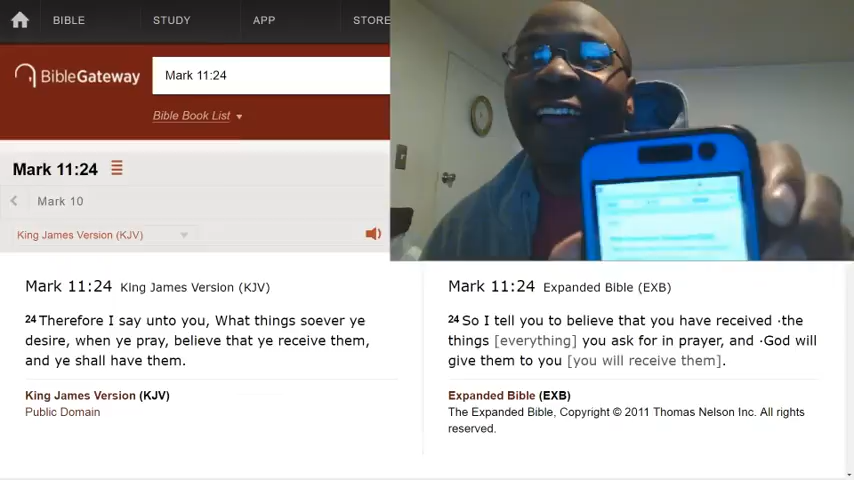 BIBLE STUDY APP STORE
BibleGateway
Mark 11:24
Bible Book List
Mark 11:24
Mark 10
King James Version (KJV)
Mark 11:24 King James Version (KJV)
24 Therefore I say unto you, What things soever ye
desire, when ye pray, believe that ye receive them,
and ye shall have them.
King James Version (KJV)
Public Domain
Mark 11:24 Expanded Bible (EXB)
24 So I tell you to believe that you have received ·the
things [everything] you ask for in prayer, and ·God will
give them to you [you will receive them].
Expanded Bible (EXB)
The Expanded Bible, Copyright © 2011 Thomas Nelson Inc. All rights
reserved.